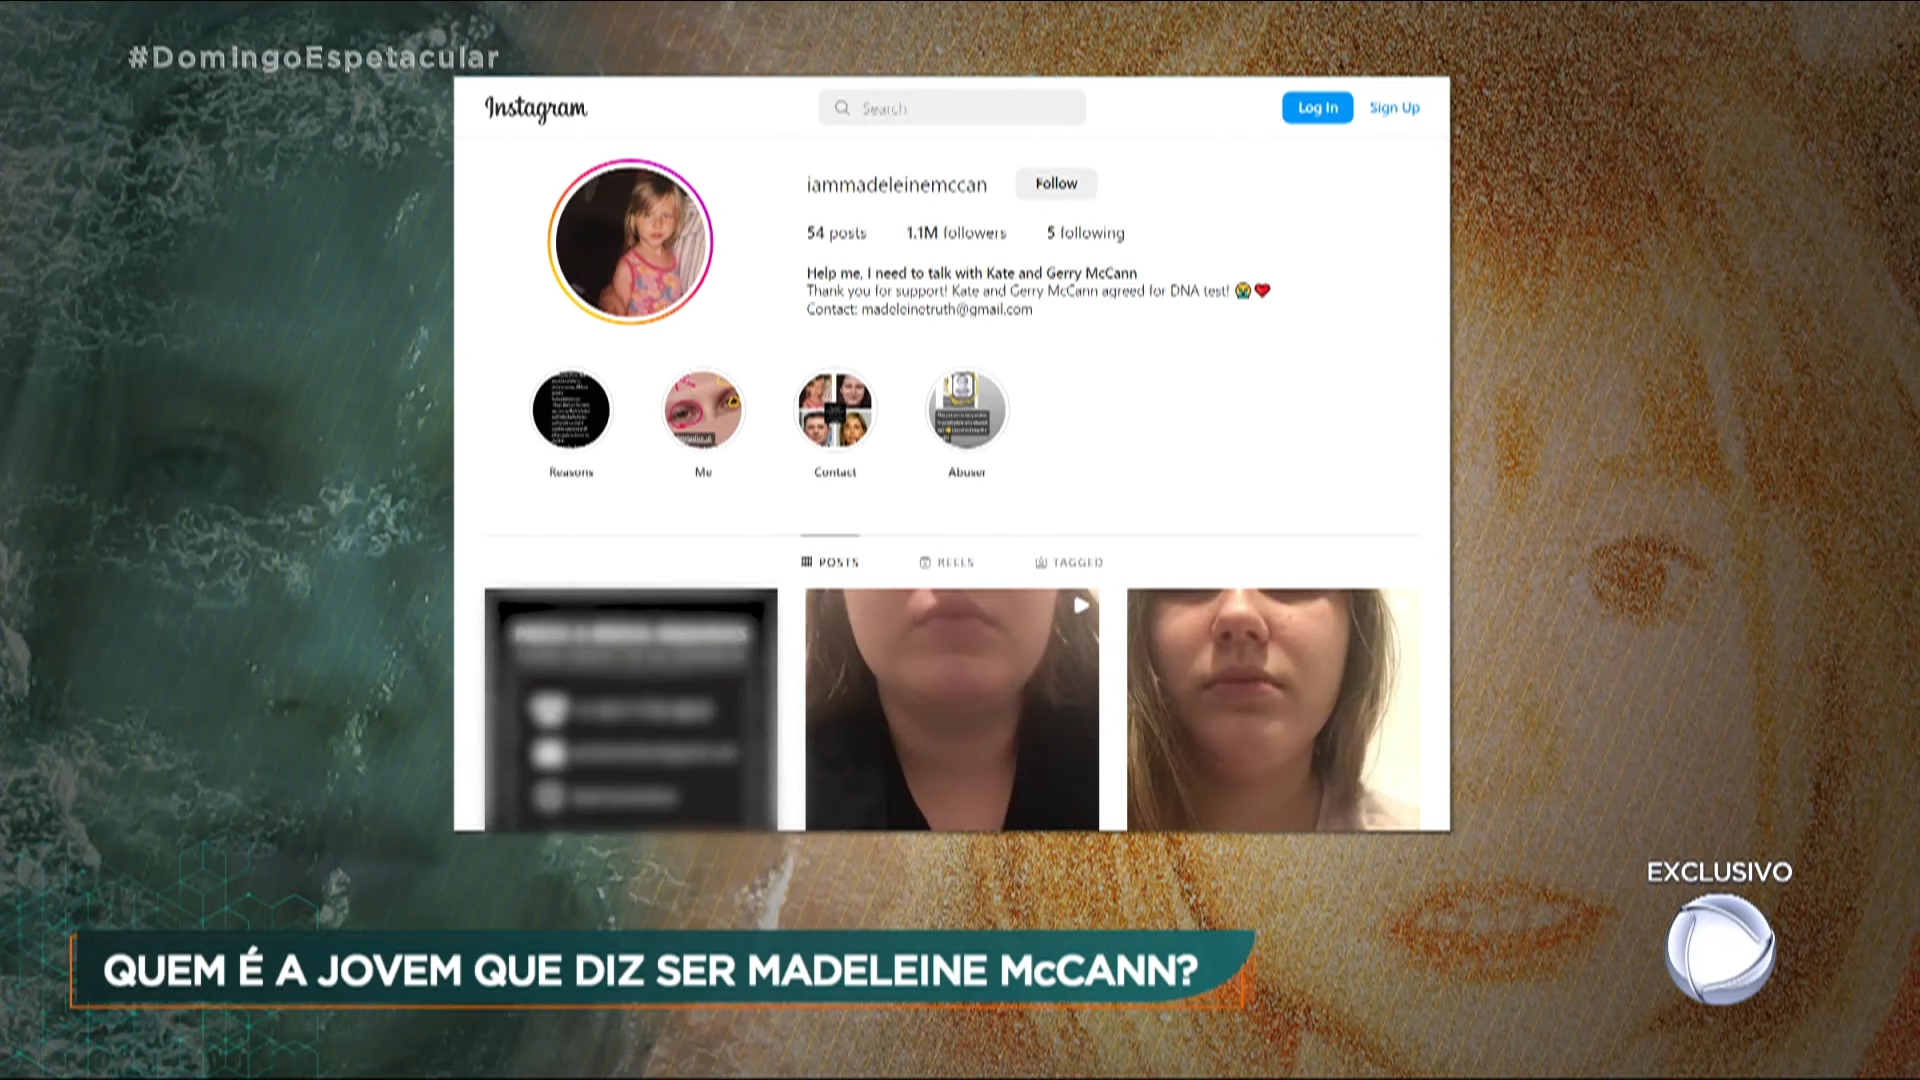 #DomingoEspetacular
Instagram
Search
Log In
Sign Up
iammadeleinemccan
Follow
54 posts
1.1M followers
5 following
Help me, I need to talk with Kate and Gerry McCann
Thank you for support! Kate and Gerry McCann agreed for DNA test! 😭❤️
Contact: madeleinetruth@gmail.com
Reasons
Me
Contact
Abuser
POSTS
REELS
TAGGED
EXCLUSIVO
QUEM É A JOVEM QUE DIZ SER MADELEINE McCANN?